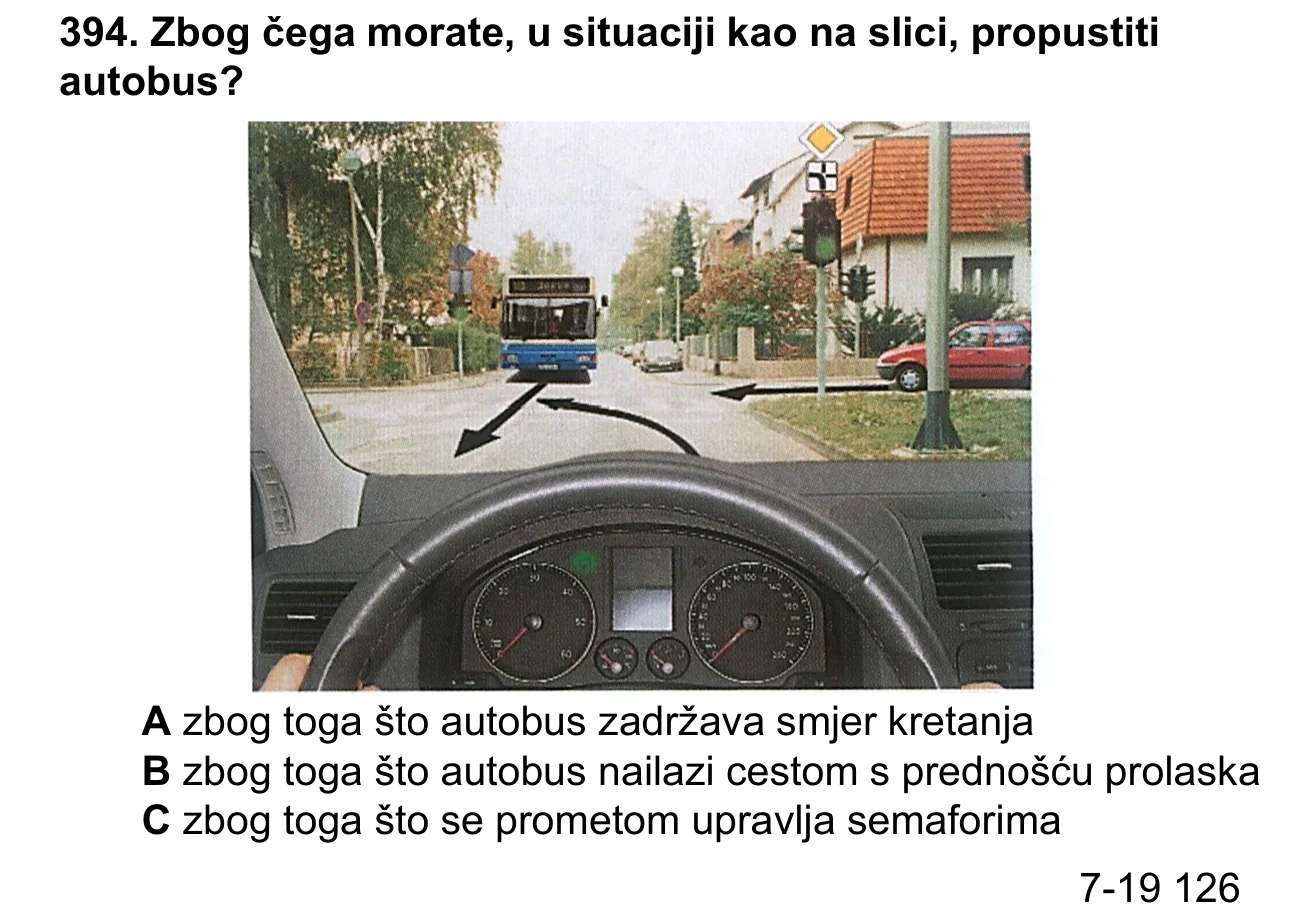 394. Zbog čega morate, u situaciji kao na slici, propustiti
autobus?
A zbog toga što autobus zadržava smjer kretanja
B zbog toga što autobus nailazi cestom s prednošću prolaska
C zbog toga što se prometom upravlja semaforima
7-19 126